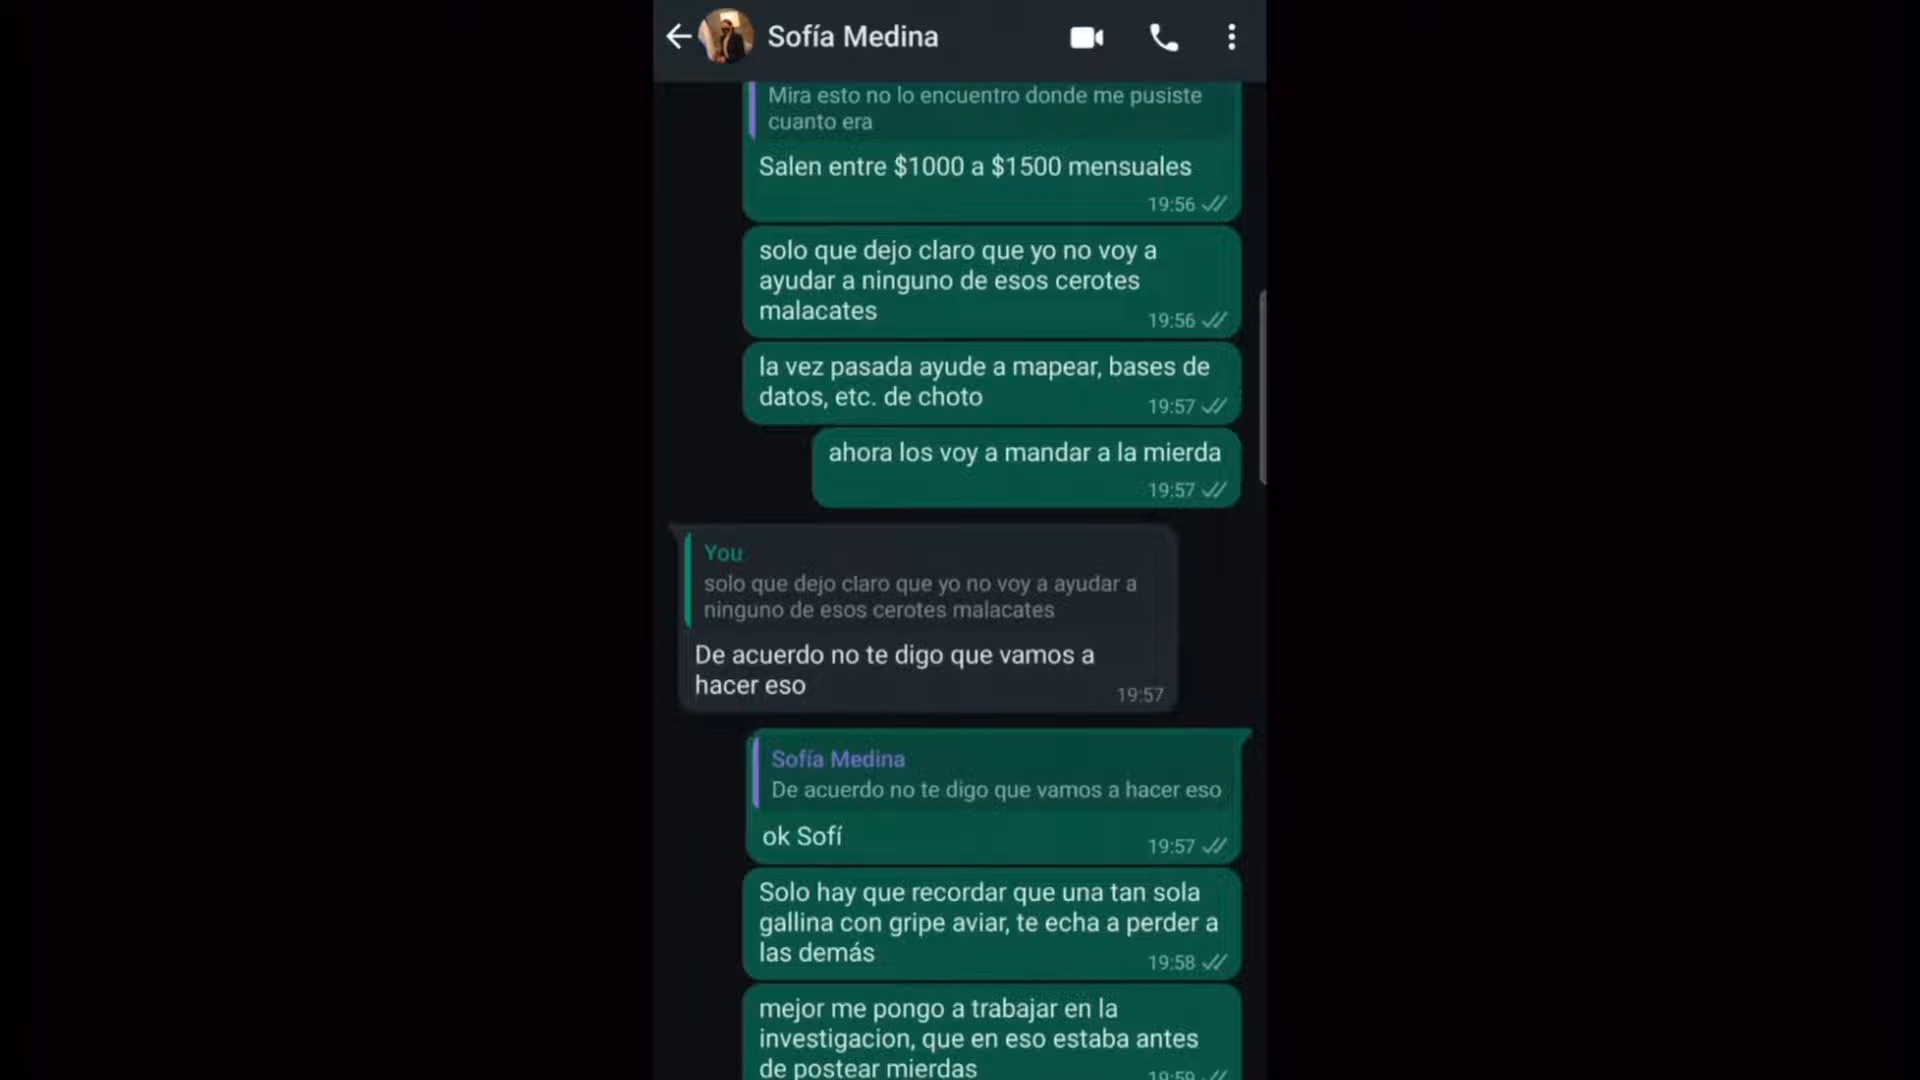 Sofía Medina
Mira esto no lo encuentro donde me pusiste
cuanto era
Salen entre $1000 a $1500 mensuales
19:56
solo que dejo claro que yo no voy a
ayudar a ninguno de esos cerotes
malacates
19:56
la vez pasada ayude a mapear, bases de
datos, etc. de choto
19:57
ahora los voy a mandar a la mierda
19:57
You
solo que dejo claro que yo no voy a ayudar a
ninguno de esos cerotes malacates
De acuerdo no te digo que vamos a
hacer eso
19:57
Sofía Medina
De acuerdo no te digo que vamos a hacer eso
ok Sofí
19:57
Solo hay que recordar que una tan sola
gallina con gripe aviar, te echa a perder a
las demás
19:58
mejor me pongo a trabajar en la
investigacion, que en eso estaba antes
de postear mierdas
19:59